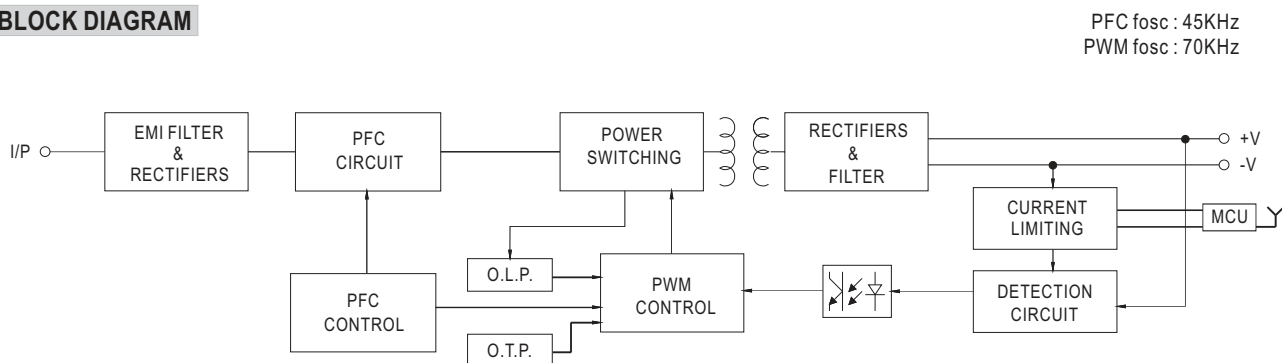 BLOCK DIAGRAM
PFC fosc : 45KHz
PWM fosc : 70KHz
I/P
EMI FILTER
&
RECTIFIERS
PFC
CIRCUIT
POWER
SWITCHING
RECTIFIERS
&
FILTER
+V
-V
CURRENT
LIMITING
MCU
O.L.P.
PFC
CONTROL
PWM
CONTROL
DETECTION
CIRCUIT
O.T.P.